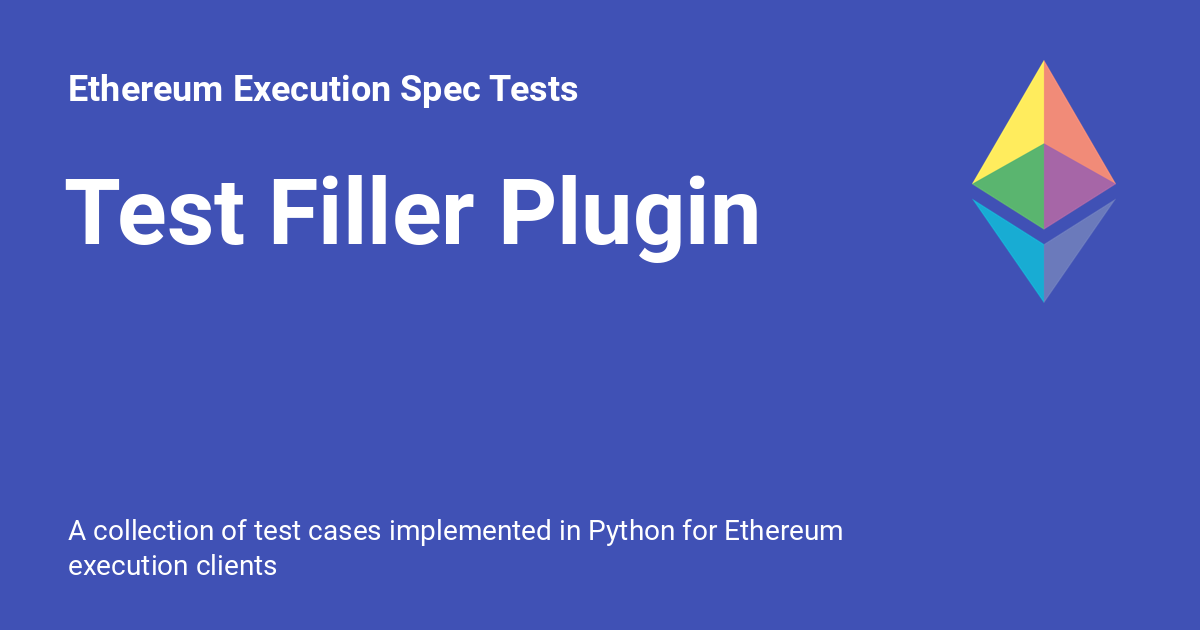 Ethereum Execution Spec Tests
Test Filler Plugin
A collection of test cases implemented in Python for Ethereum
execution clients